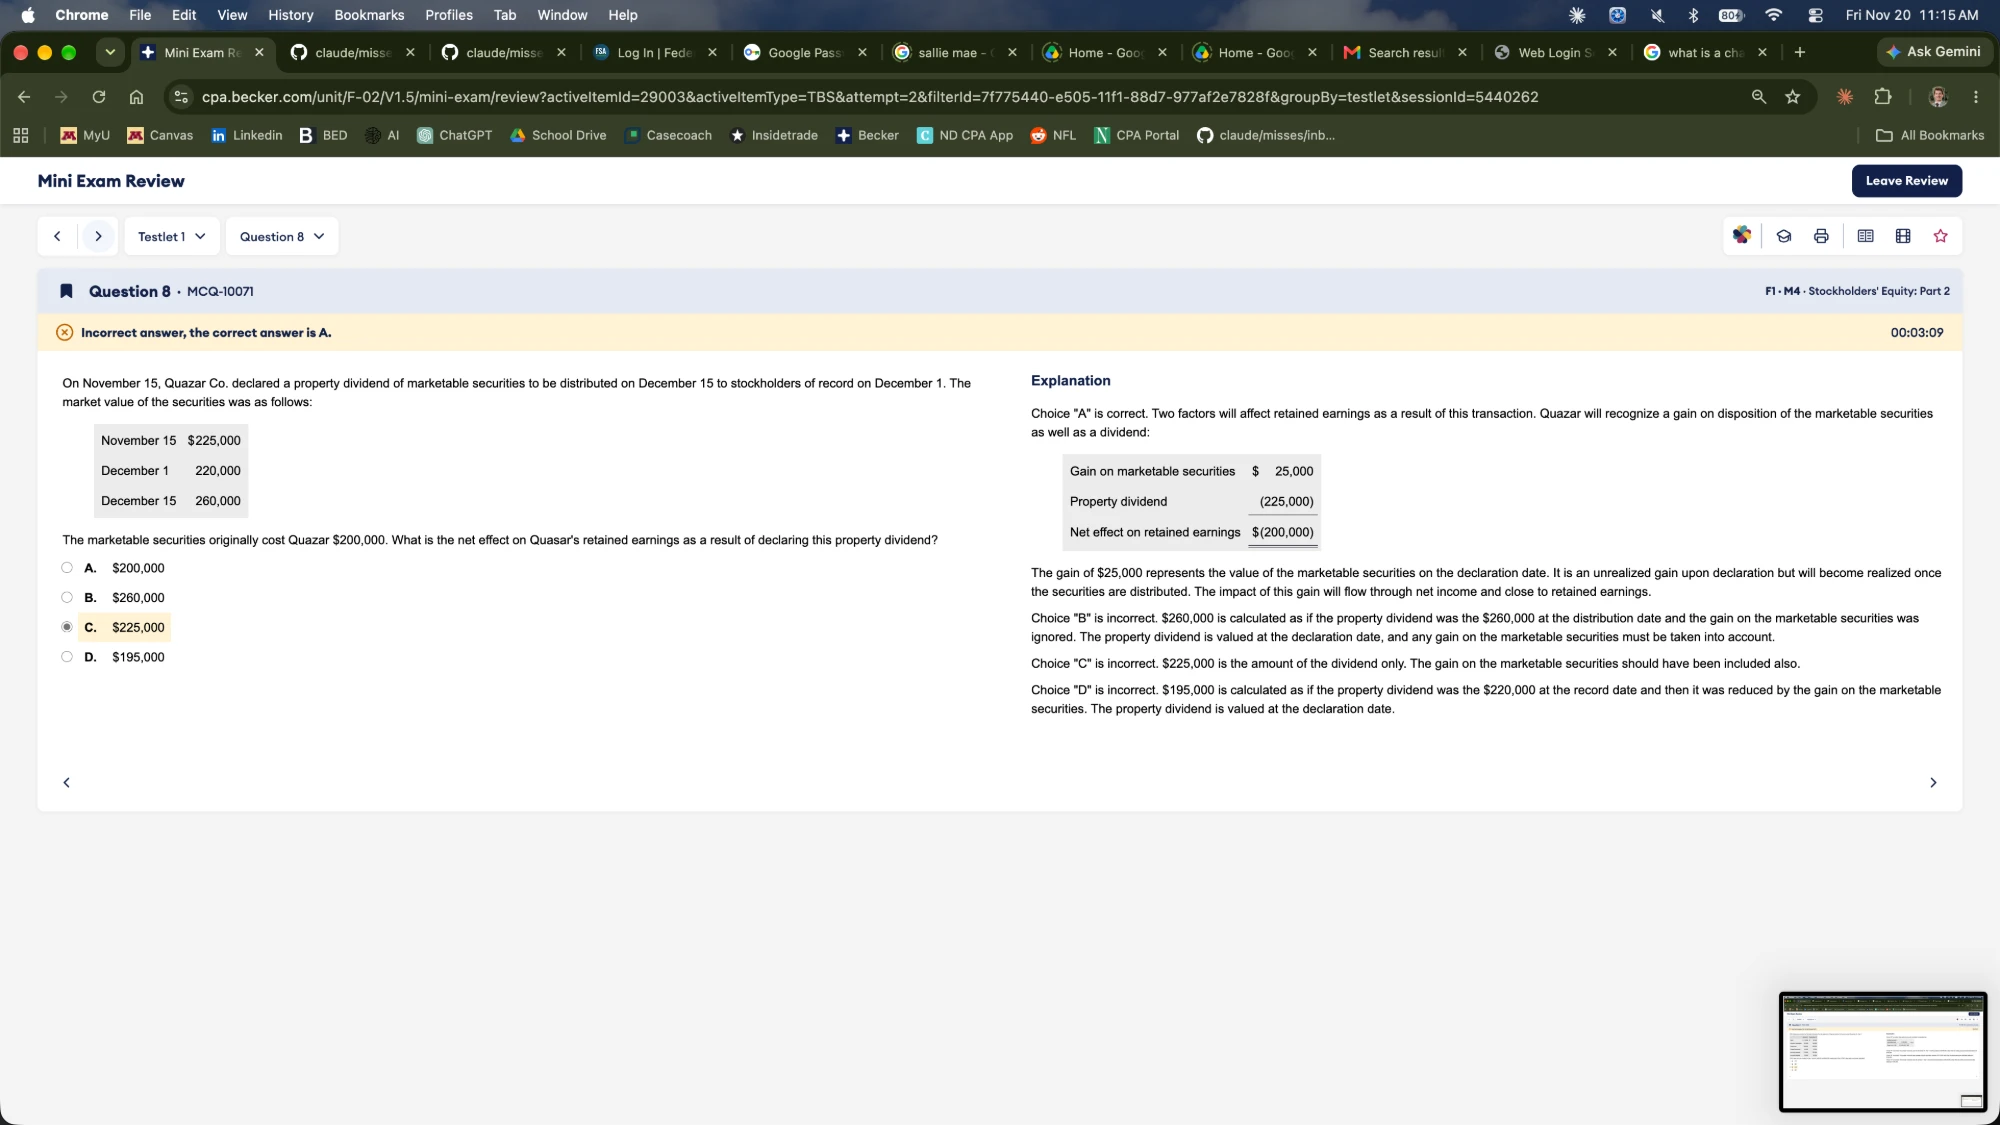 Chrome File Edit View History Bookmarks Profiles Tab Window Help 80 Fri Nov 20 11:15 AM
Mini Exam Re claude/misse claude/misse FSA Log In | Fede Google Pass sallie mae - Home - Goo Home - Goo Search resul Web Login S what is a cha Ask Gemini
cpa.becker.com/unit/F-02/V1.5/mini-exam/review?activeItemId=29003&activeItemType=TBS&attempt=2&filterId=7f775440-e505-11f1-88d7-977af2e7828f&groupBy=testlet&sessionId=5440262
MyU Canvas Linkedin BED AI ChatGPT School Drive Casecoach Insidetrade Becker ND CPA App NFL CPA Portal claude/misses/inb... All Bookmarks
Mini Exam Review
Leave Review
Testlet 1 Question 8
Question 8 · MCQ-10071
F1 · M4 · Stockholders' Equity: Part 2
Incorrect answer, the correct answer is A.
00:03:09
On November 15, Quazar Co. declared a property dividend of marketable securities to be distributed on December 15 to stockholders of record on December 1. The
market value of the securities was as follows:
November 15 $225,000
December 1 220,000
December 15 260,000
The marketable securities originally cost Quazar $200,000. What is the net effect on Quasar's retained earnings as a result of declaring this property dividend?
A. $200,000
B. $260,000
C. $225,000
D. $195,000
Explanation
Choice "A" is correct. Two factors will affect retained earnings as a result of this transaction. Quazar will recognize a gain on disposition of the marketable securities
as well as a dividend:
Gain on marketable securities $ 25,000
Property dividend (225,000)
Net effect on retained earnings $(200,000)
The gain of $25,000 represents the value of the marketable securities on the declaration date. It is an unrealized gain upon declaration but will become realized once
the securities are distributed. The impact of this gain will flow through net income and close to retained earnings.
Choice "B" is incorrect. $260,000 is calculated as if the property dividend was the $260,000 at the distribution date and the gain on the marketable securities was
ignored. The property dividend is valued at the declaration date, and any gain on the marketable securities must be taken into account.
Choice "C" is incorrect. $225,000 is the amount of the dividend only. The gain on the marketable securities should have been included also.
Choice "D" is incorrect. $195,000 is calculated as if the property dividend was the $220,000 at the record date and then it was reduced by the gain on the marketable
securities. The property dividend is valued at the declaration date.